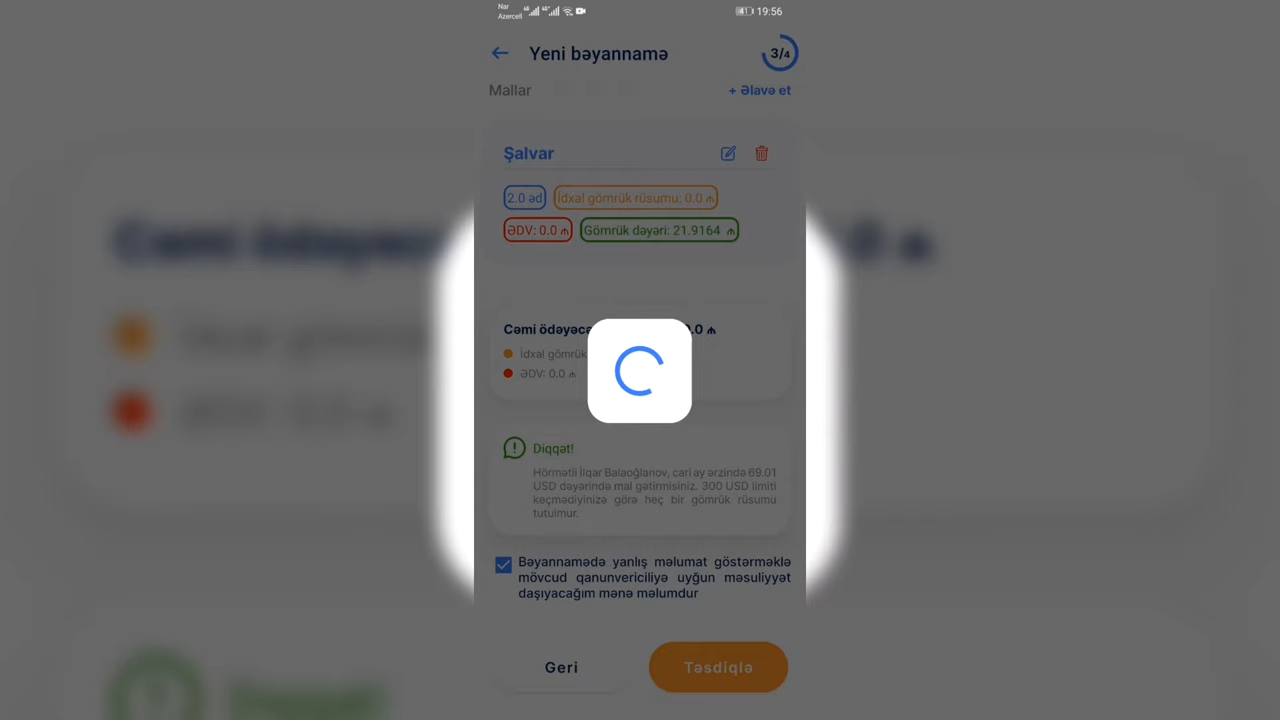 Nar
Azercell
4G 4G+ 41 19:56
Yeni bəyannamə
3/4
Mallar
+ Əlavə et
Şalvar
2.0 əd
İdxal gömrük rüsumu: 0.0 ₼
ƏDV: 0.0 ₼
Gömrük dəyəri: 21.9164 ₼
Cəmi ödəyəcə .0 ₼
İdxal gömrük
ƏDV: 0.0 ₼
Diqqət!
Hörmətli İlqar Balaoğlanov, cari ay ərzində 69.01
USD dəyərində mal gətirmisiniz. 300 USD limiti
keçmədiyinizə görə heç bir gömrük rüsumu
tutulmur.
Bəyannamədə yanlış məlumat göstərməklə
mövcud qanunvericiliyə uyğun məsuliyyət
daşıyacağım mənə məlumdur
Geri
Təsdiqlə